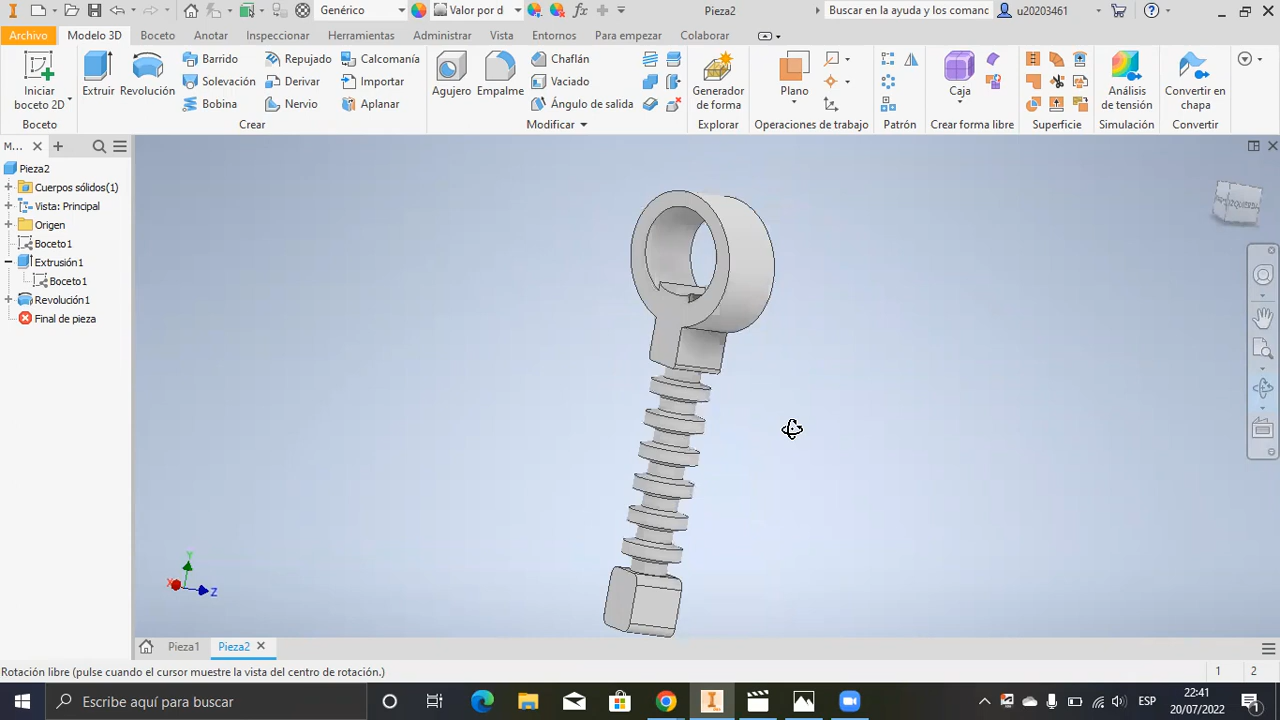 Genérico
Valor por d
Pieza2
Buscar en la ayuda y los comanc
u20203461
Archivo
Modelo 3D
Boceto
Anotar
Inspeccionar
Herramientas
Administrar
Vista
Entornos
Para empezar
Colaborar
Iniciar
boceto 2D
Extruir
Revolución
Barrido
Solevación
Bobina
Repujado
Derivar
Nervio
Calcomanía
Importar
Aplanar
Agujero
Empalme
Chaflán
Vaciado
Ángulo de salida
Generador
de forma
Plano
Caja
Análisis
de tensión
Convertir en
chapa
Boceto
Crear
Modificar
Explorar
Operaciones de trabajo
Patrón
Crear forma libre
Superficie
Simulación
Convertir
M...
Pieza2
Cuerpos sólidos(1)
Vista: Principal
Origen
Boceto1
Extrusión1
Boceto1
Revolución1
Final de pieza
Y
X
Z
Pieza1
Pieza2
Rotación libre (pulse cuando el cursor muestre la vista del centro de rotación.)
1
2
Escribe aquí para buscar
ESP
22:41
20/07/2022
1